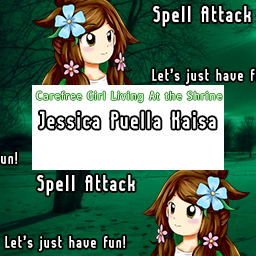 Spell Attack
Let's just have f
Carefree Girl Living At the Shrine
Jessica Puella Haisa
un!
Spell Attack
Let's just have fun!